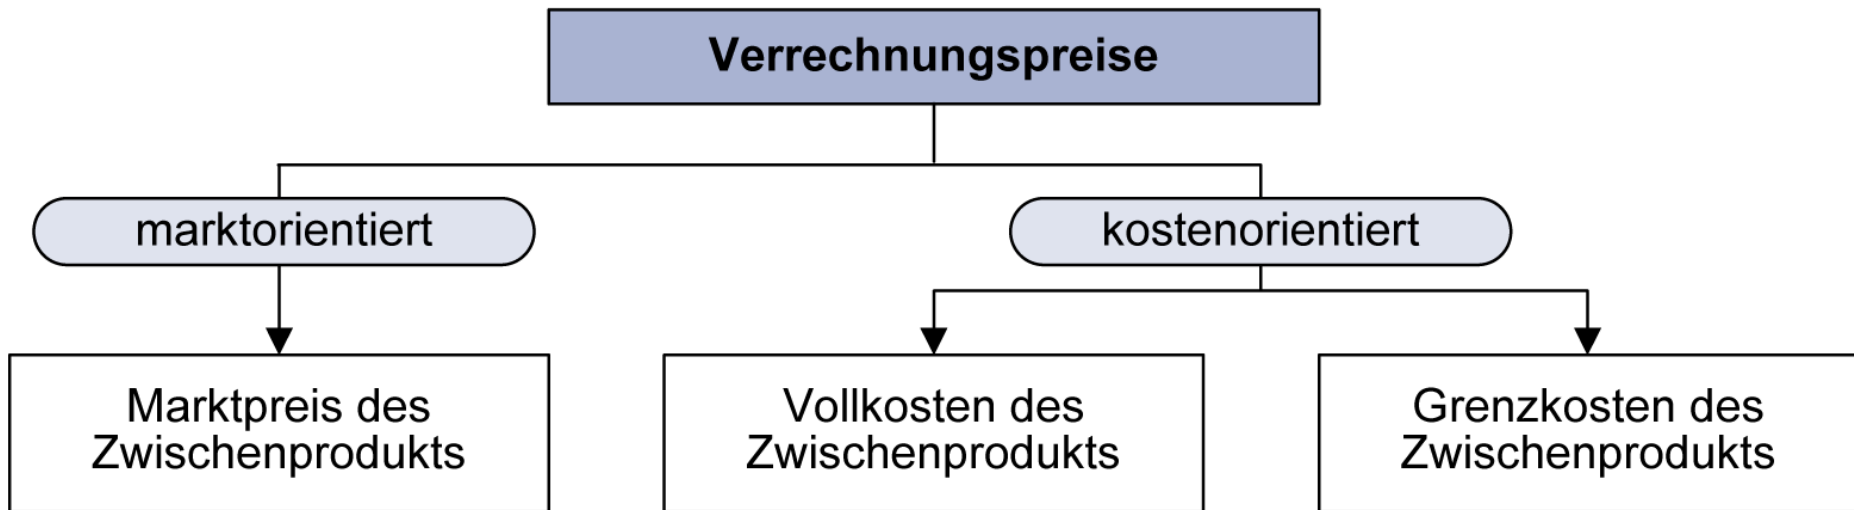 Verrechnungspreise
marktorientiert
kostenorientiert
Marktpreis des
Zwischenprodukts
Vollkosten des
Zwischenprodukts
Grenzkosten des
Zwischenprodukts